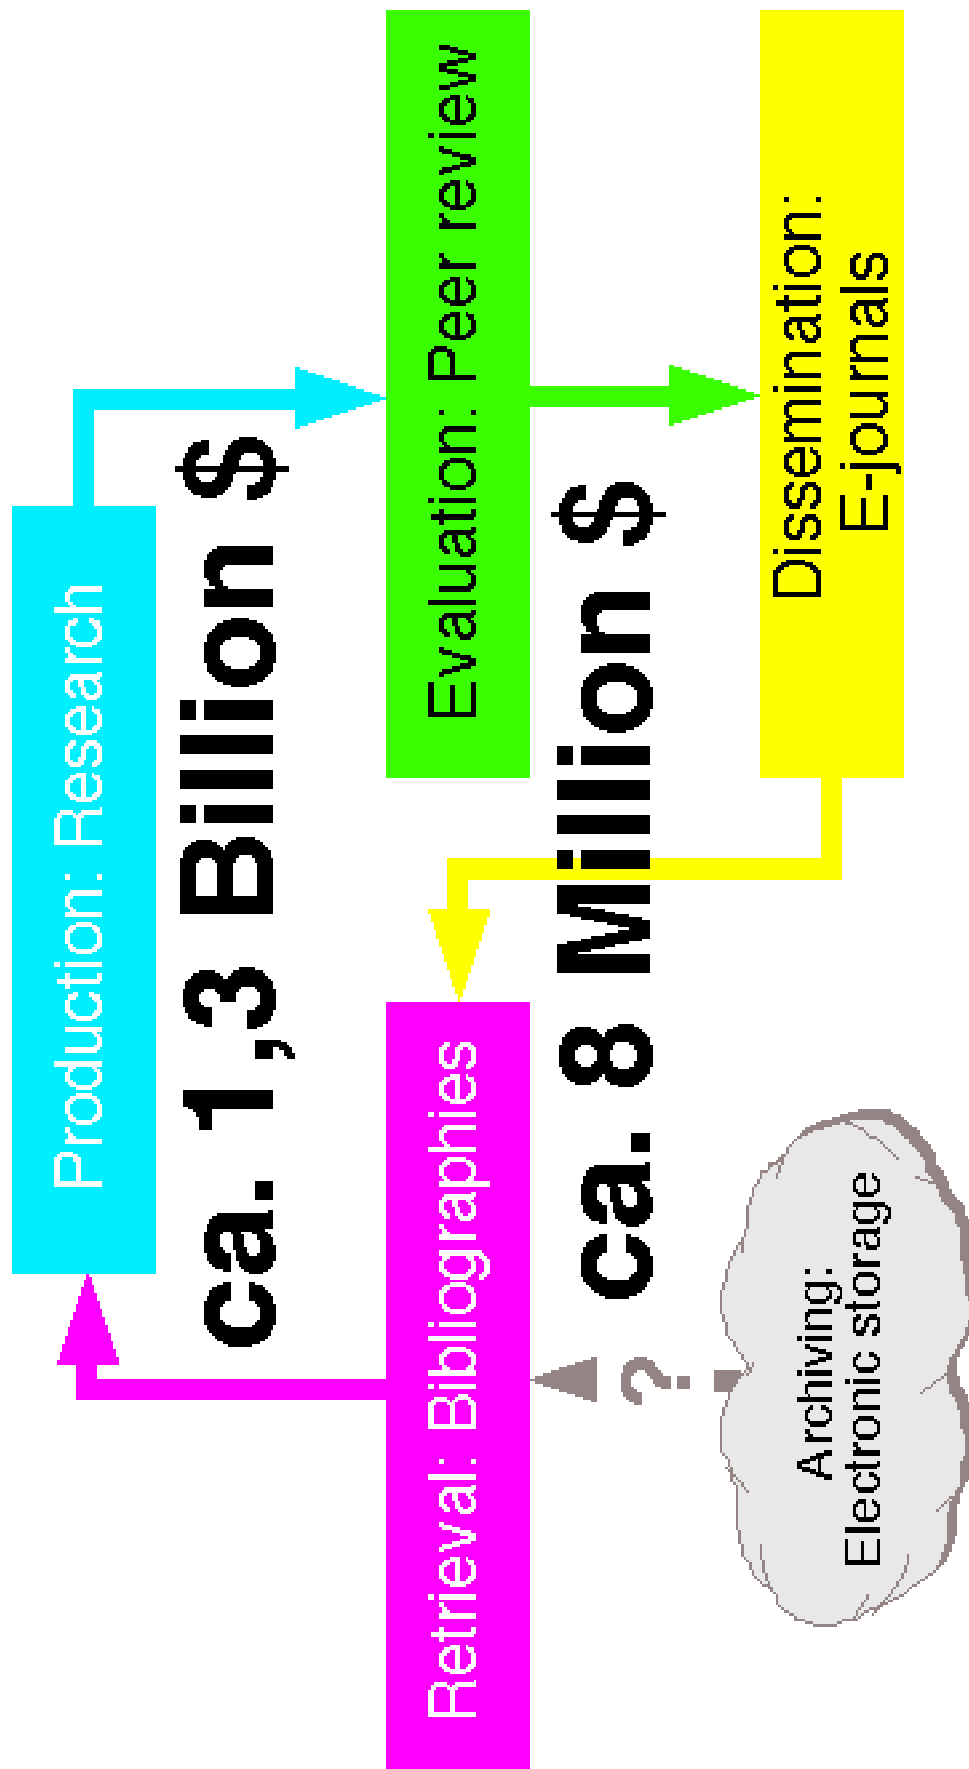 Production: Research
ca. 1,3 Billion $
Retrieval: Bibliographies
Evaluation: Peer review
ca. 8 Million $
?
Archiving:
Electronic storage
Dissemination:
E-journals